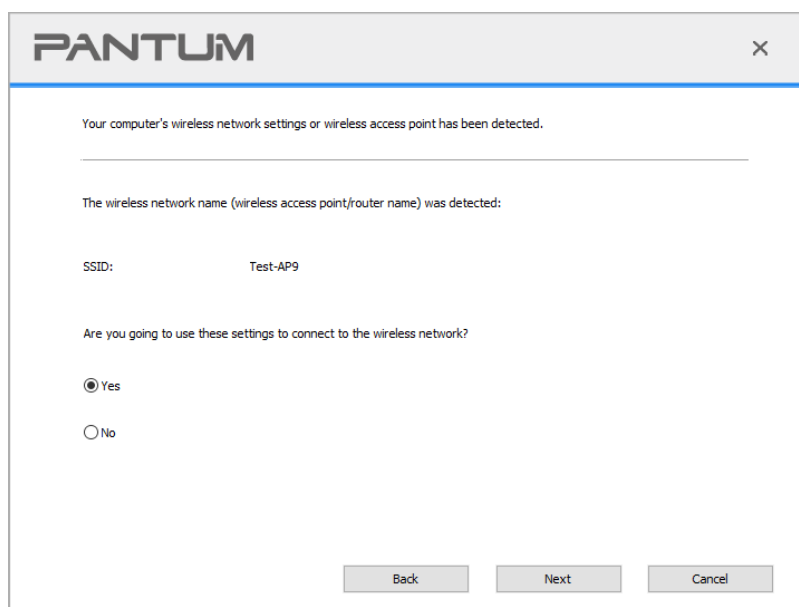 PANTUM
Your computer's wireless network settings or wireless access point has been detected.
The wireless network name (wireless access point/router name) was detected:
SSID: Test-AP9
Are you going to use these settings to connect to the wireless network?
Yes
No
Back Next Cancel